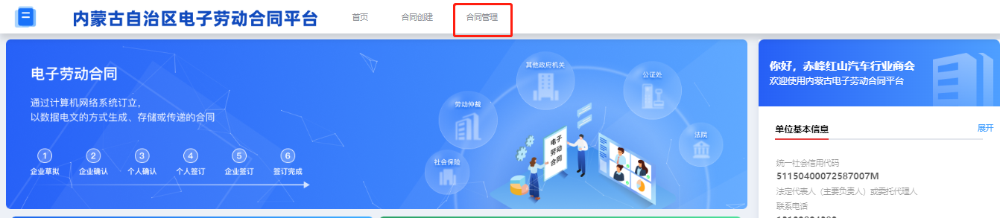 内蒙古自治区电子劳动合同平台
首页
合同创建
合同管理
电子劳动合同
通过计算机网络系统订立，
以数据电文的方式生成、存储或传递的合同
1 2 3 4 5 6
企业草拟 企业确认 个人确认 个人签订 企业签订 签订完成
其他政府机关
公证处
劳动仲裁
法院
社会保险
电子
劳动
合同
你好，赤峰红山汽车行业商会
欢迎使用内蒙古电子劳动合同平台
单位基本信息 展开
统一社会信用代码
51150400072587007M
法定代表人（主要负责人）或委托代理人
联系电话